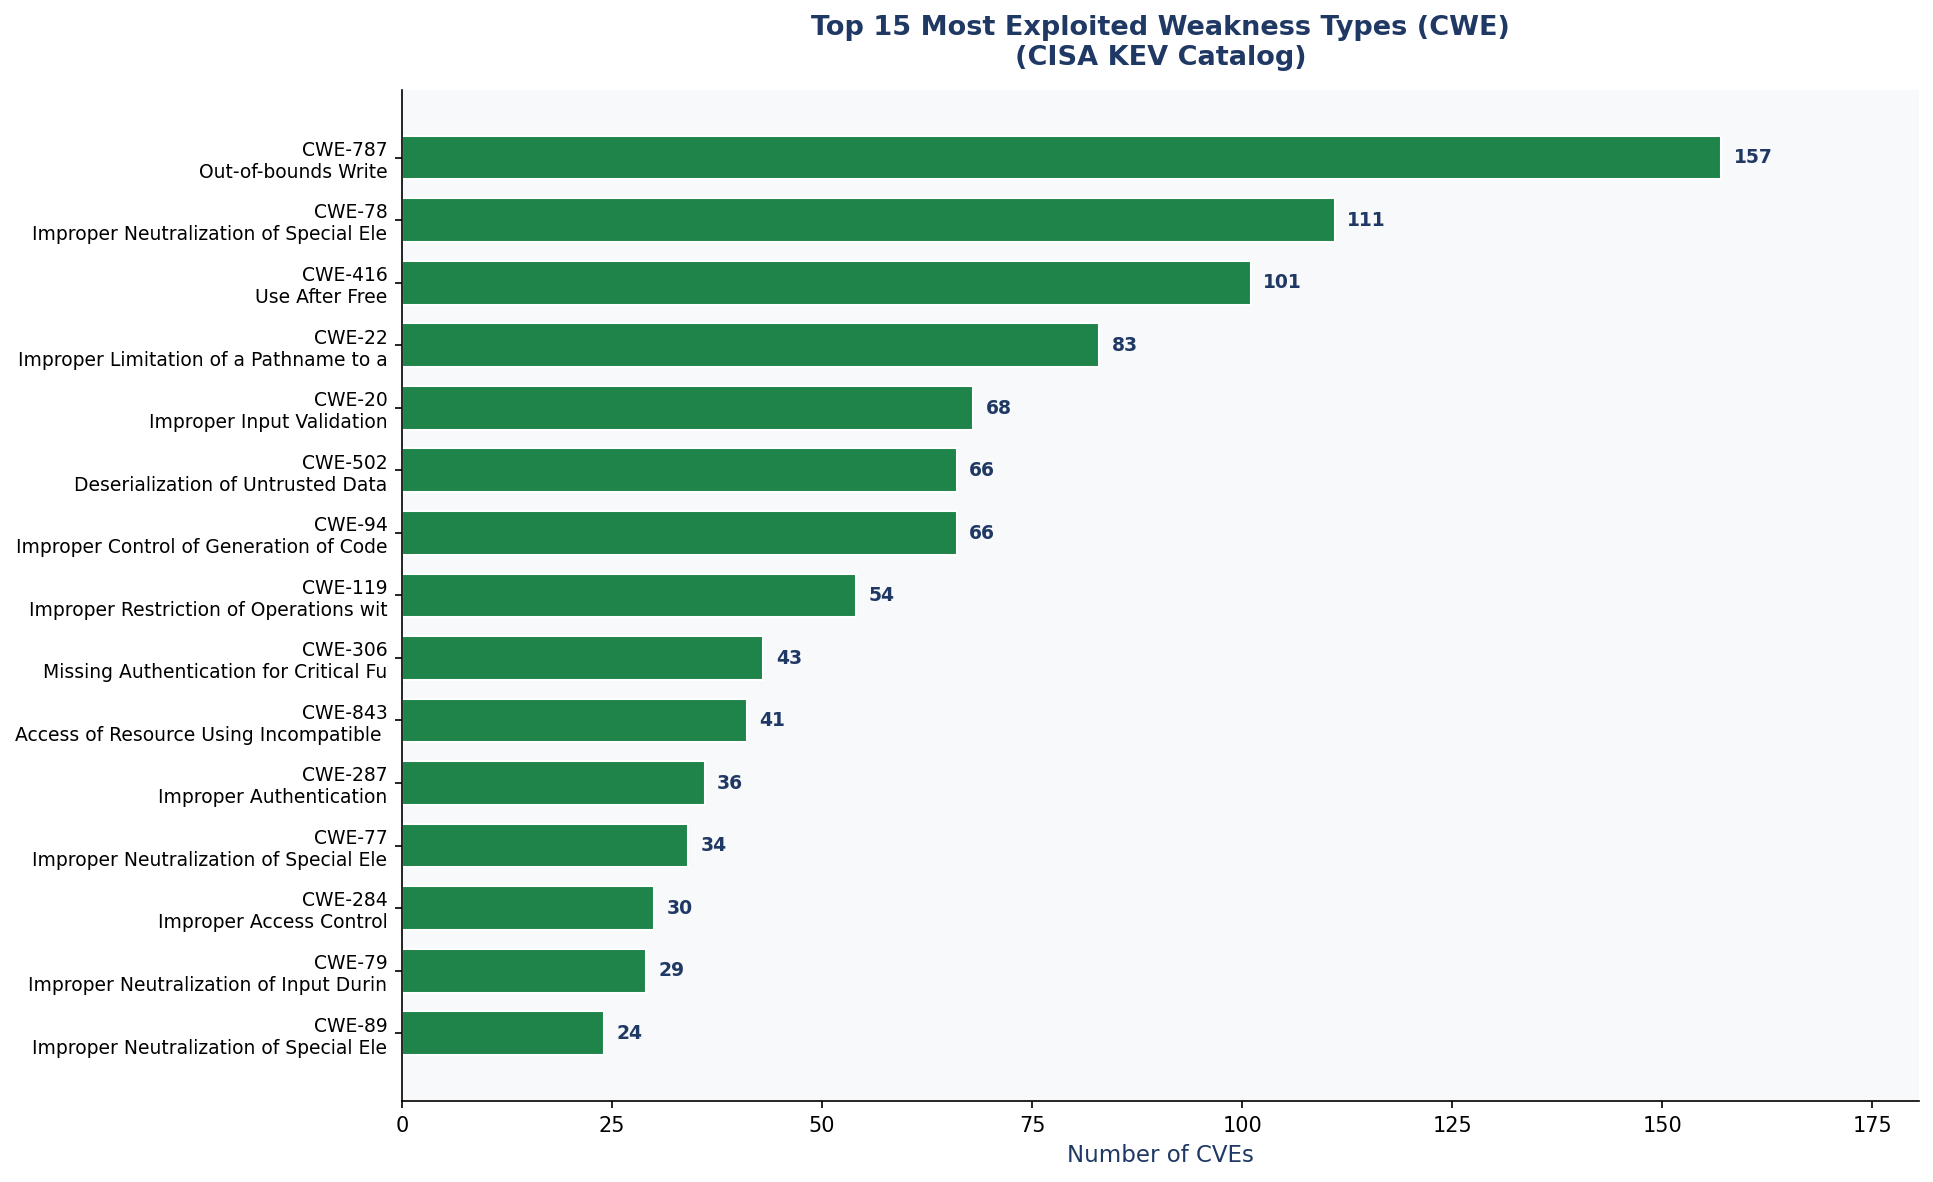 Top 15 Most Exploited Weakness Types (CWE)
(CISA KEV Catalog)
CWE-787
Out-of-bounds Write
157
CWE-78
Improper Neutralization of Special Ele
111
CWE-416
Use After Free
101
CWE-22
Improper Limitation of a Pathname to a
83
CWE-20
Improper Input Validation
68
CWE-502
Deserialization of Untrusted Data
66
CWE-94
Improper Control of Generation of Code
66
CWE-119
Improper Restriction of Operations wit
54
CWE-306
Missing Authentication for Critical Fu
43
CWE-843
Access of Resource Using Incompatible
41
CWE-287
Improper Authentication
36
CWE-77
Improper Neutralization of Special Ele
34
CWE-284
Improper Access Control
30
CWE-79
Improper Neutralization of Input Durin
29
CWE-89
Improper Neutralization of Special Ele
24
0 25 50 75 100 125 150 175
Number of CVEs